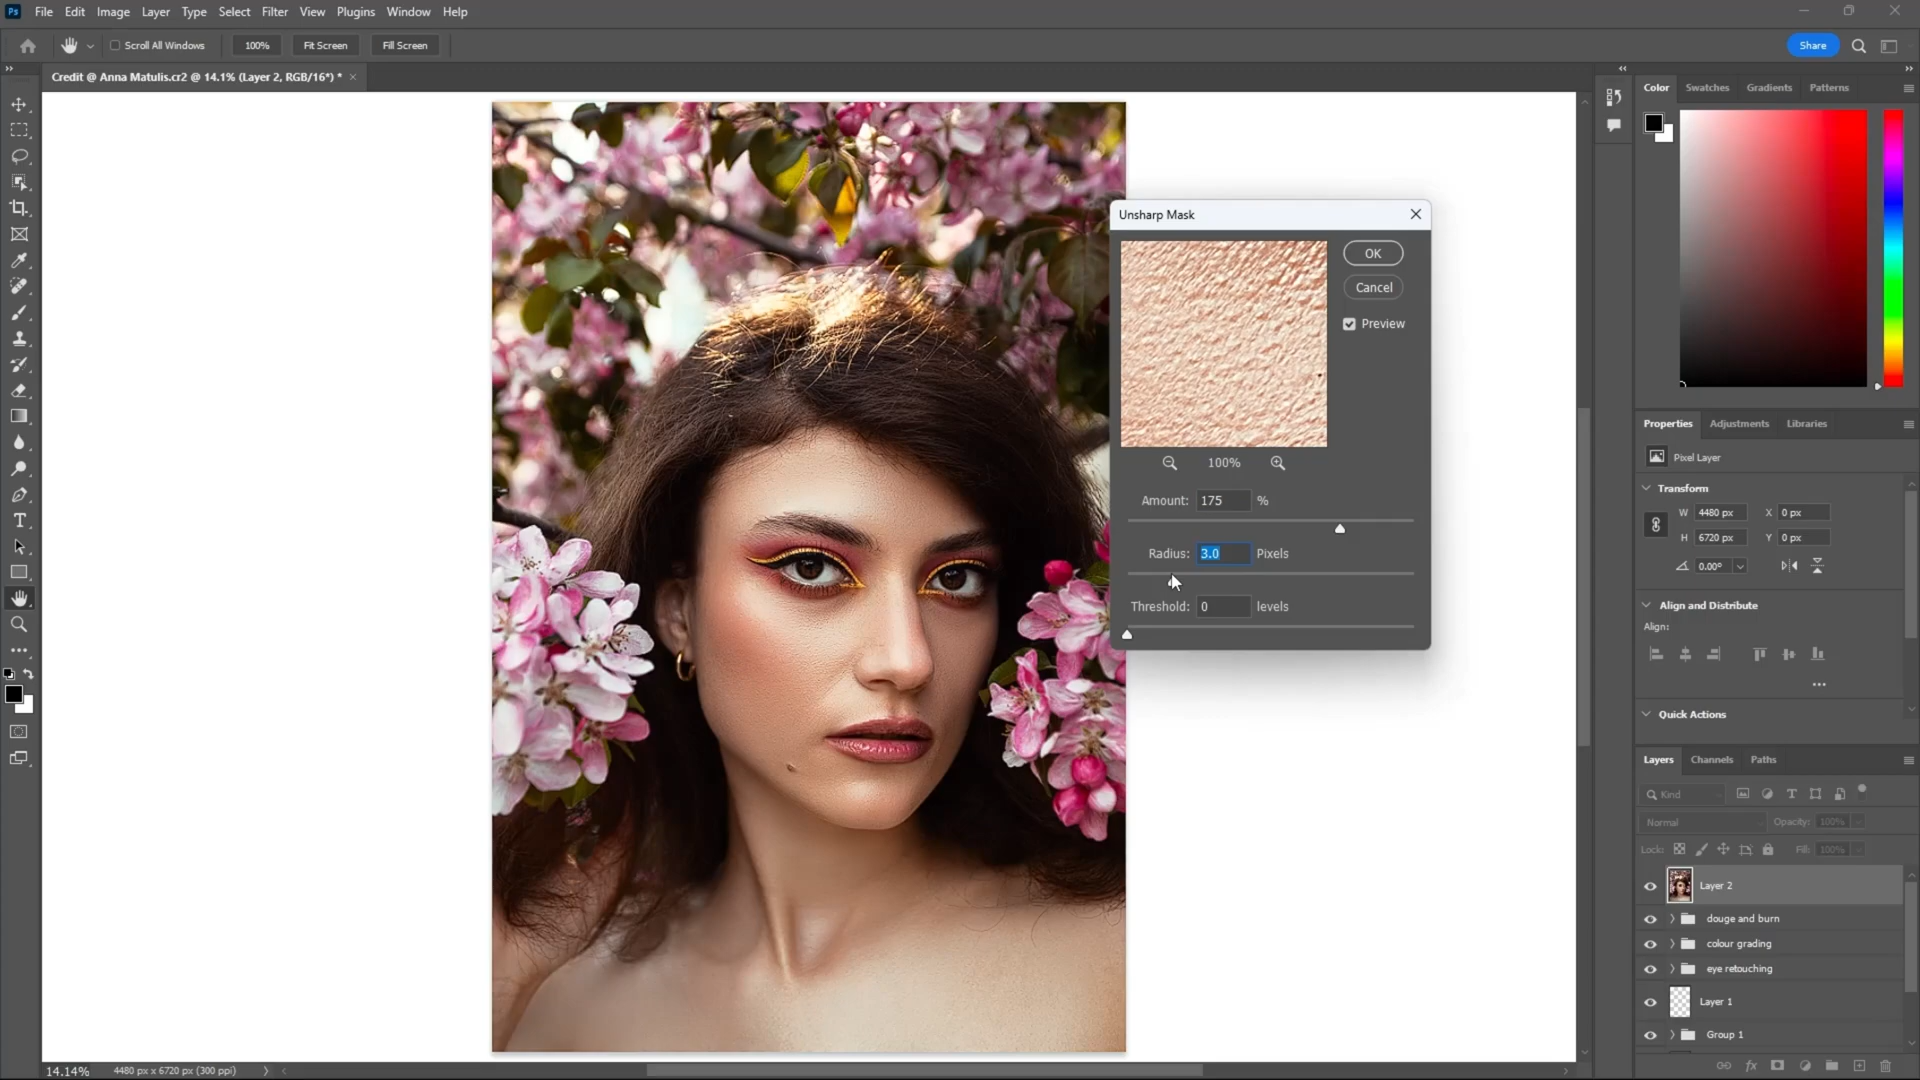 Ps File Edit Image Layer Type Select Filter View Plugins Window Help
Scroll All Windows 100% Fit Screen Fill Screen Share
Credit @ Anna Matulis.cr2 @ 14.1% (Layer 2, RGB/16*) *
Color Swatches Gradients Patterns
Unsharp Mask
OK
Cancel
Preview
100%
Amount: 175 %
Radius: 3.0 Pixels
Threshold: 0 levels
Properties Adjustments Libraries
Pixel Layer
Transform
W 4480 px X 0 px
H 6720 px Y 0 px
0.00°
Align and Distribute
Align:
Quick Actions
Layers Channels Paths
Kind
Normal Opacity: 100%
Lock: Fill: 100%
Layer 2
douge and burn
colour grading
eye retouching
Layer 1
Group 1
14.14% 4480 px x 6720 px (300 ppi)